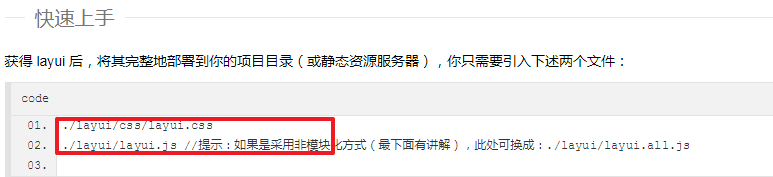 快速上手
获得 layui 后，将其完整地部署到你的项目目录（或静态资源服务器），你只需要引入下述两个文件：
code
01. ./layui/css/layui.css
02. ./layui/layui.js //提示：如果是采用非模块化方式（最下面有讲解），此处可换成：./layui/layui.all.js
03.